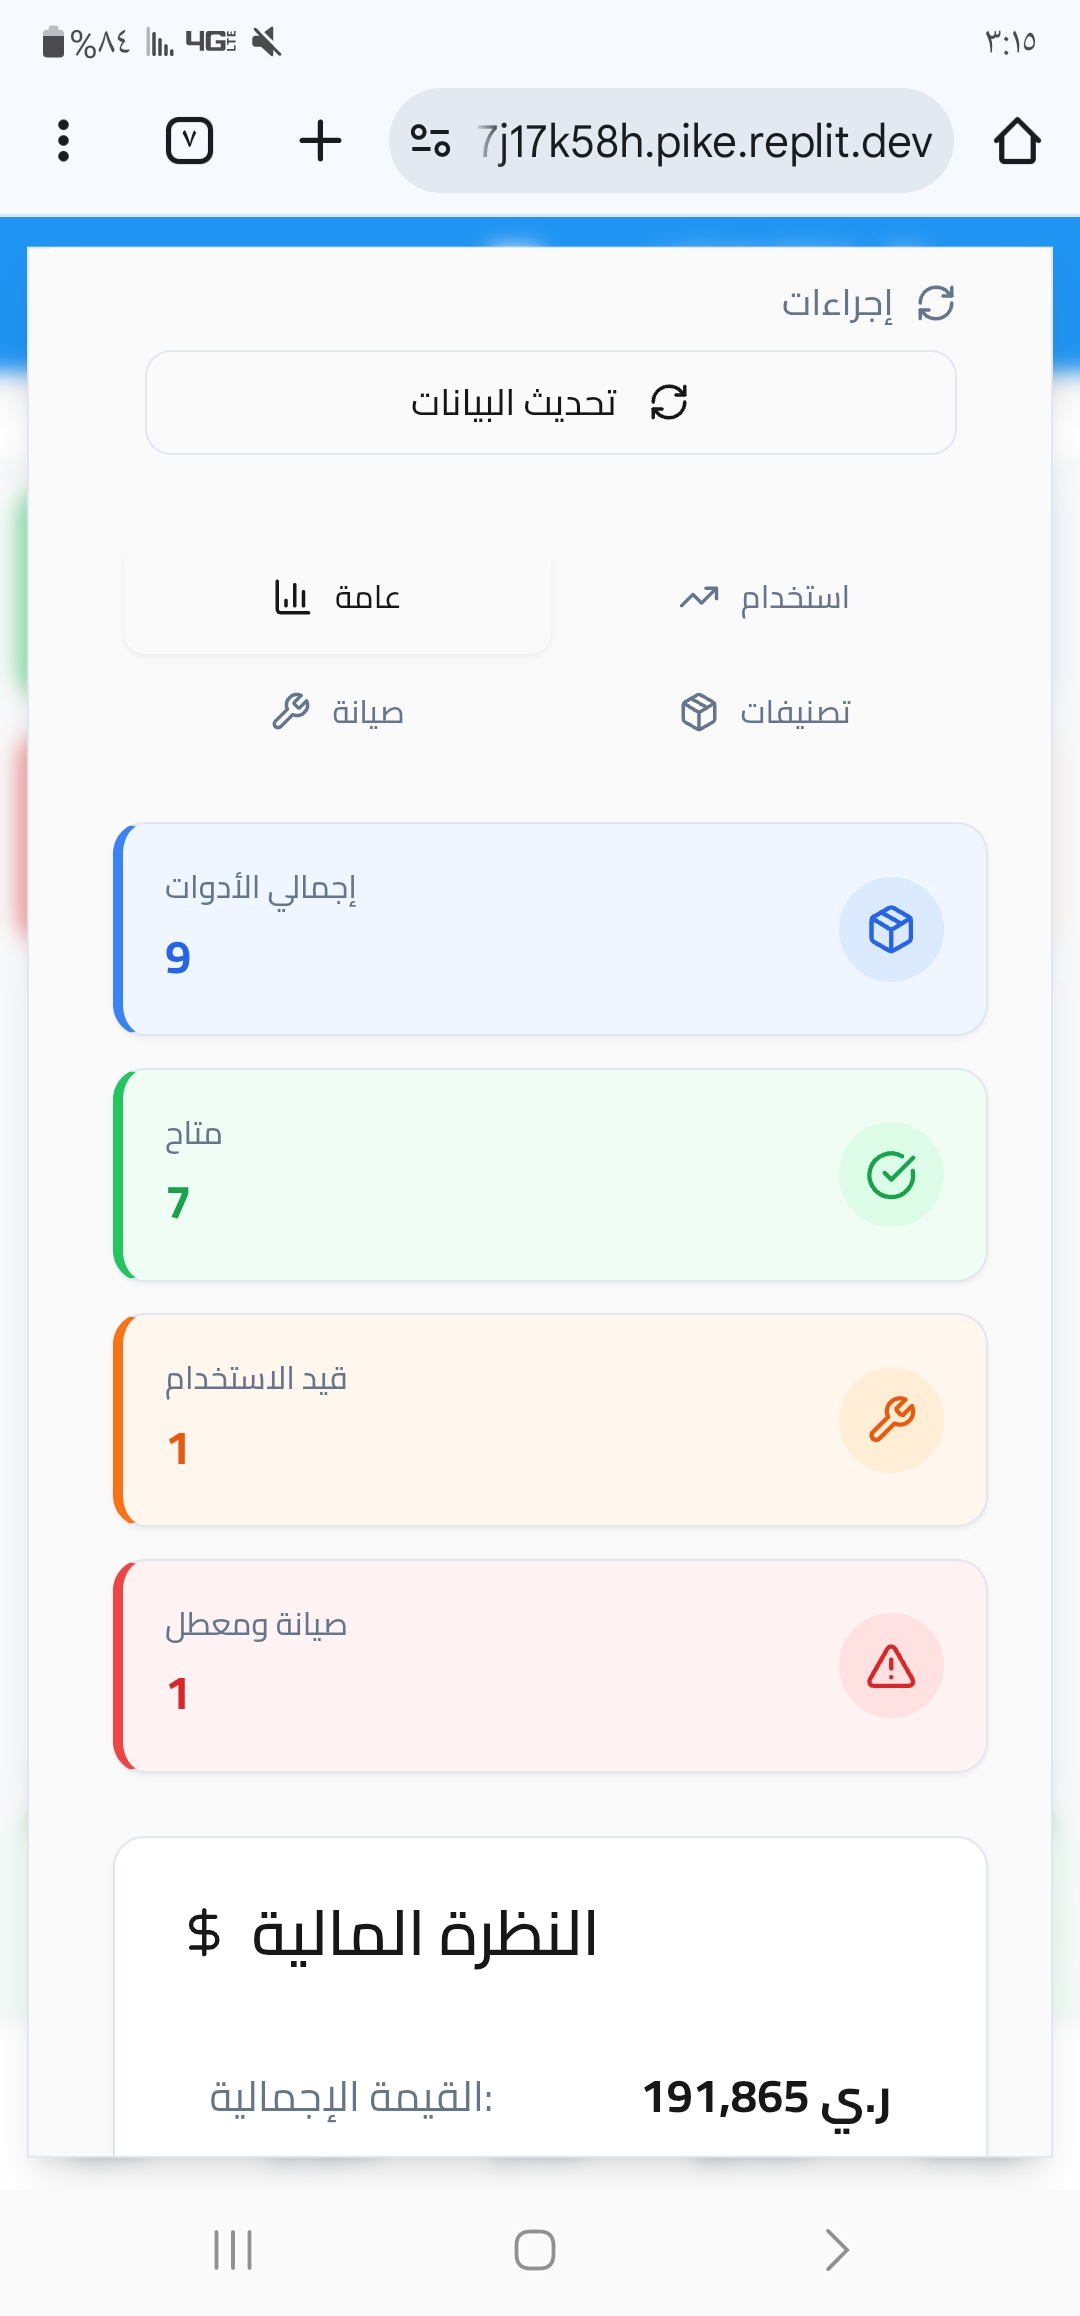 ٣:١٥
4G LTE
%٨٤
٧
7j17k58h.pike.replit.dev
إجراءات
تحديث البيانات
استخدام
عامة
تصنيفات
صيانة
إجمالي الأدوات
9
متاح
7
قيد الاستخدام
1
صيانة ومعطل
1
النظرة المالية
ر.ي 191,865
القيمة الإجمالية: